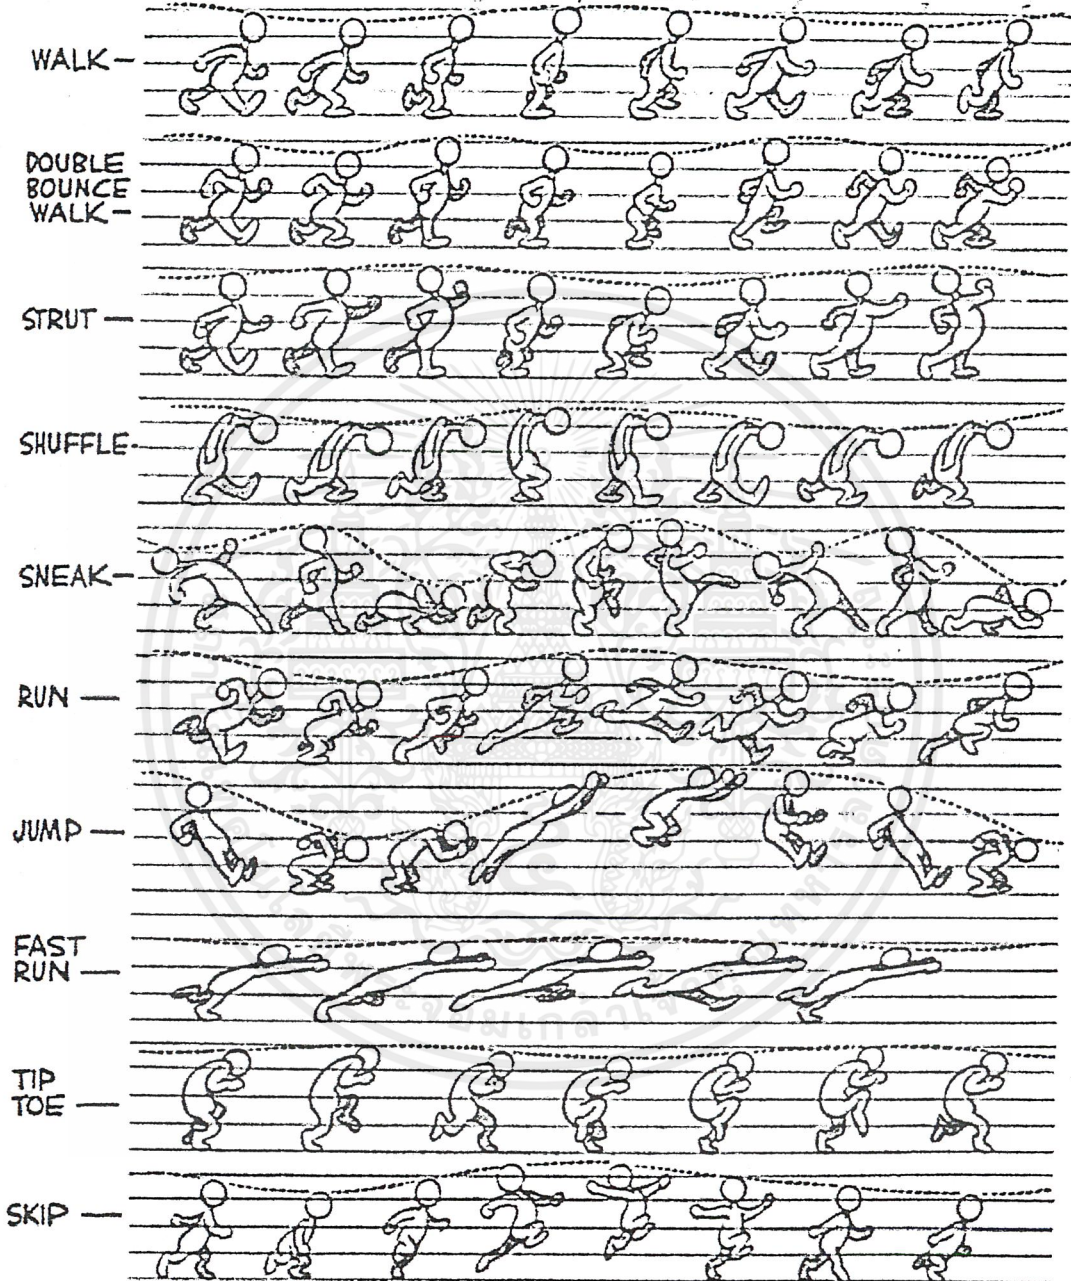 WALK-
DOUBLE
BOUNCE
WALK-
STRUT —
SHUFFLE-
SNEAK-
RUN —
JUMP —
FAST
RUN —
TIP
TOE —
SKIP —